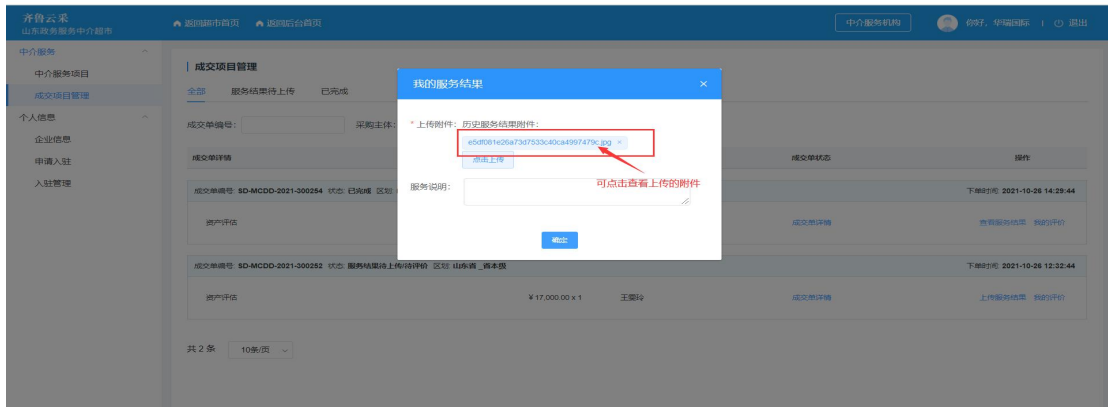 齐鲁云采
山东政务服务中介超市
返回超市首页 返回后台首页
中介服务机构
你好，华瑞国际 | 退出
中介服务
中介服务项目
成交项目管理
个人信息
企业信息
申请入驻
入驻管理
成交项目管理
全部 服务结果待上传 已完成
成交单编号： 采购主体：
成交单详情 成交单状态 操作
成交单编号: SD-MCDD-2021-300254 状态: 已完成 区划: 下单时间: 2021-10-26 14:29:44
资产评估 成交单详情 查看服务结果 我的评价
成交单编号: SD-MCDD-2021-300252 状态: 服务结果待上传/待评价 区划: 山东省_省本级 下单时间: 2021-10-26 12:32:44
资产评估 ¥ 17,000.00 x 1 成交单详情 上传服务结果 我的评价
共 2 条 10条/页
我的服务结果 ×
* 上传附件： 历史服务结果附件：
e5df081e26a73d7533c40ca4997479c.jpg ×
点击上传
可点击查看上传的附件
服务说明：
确定